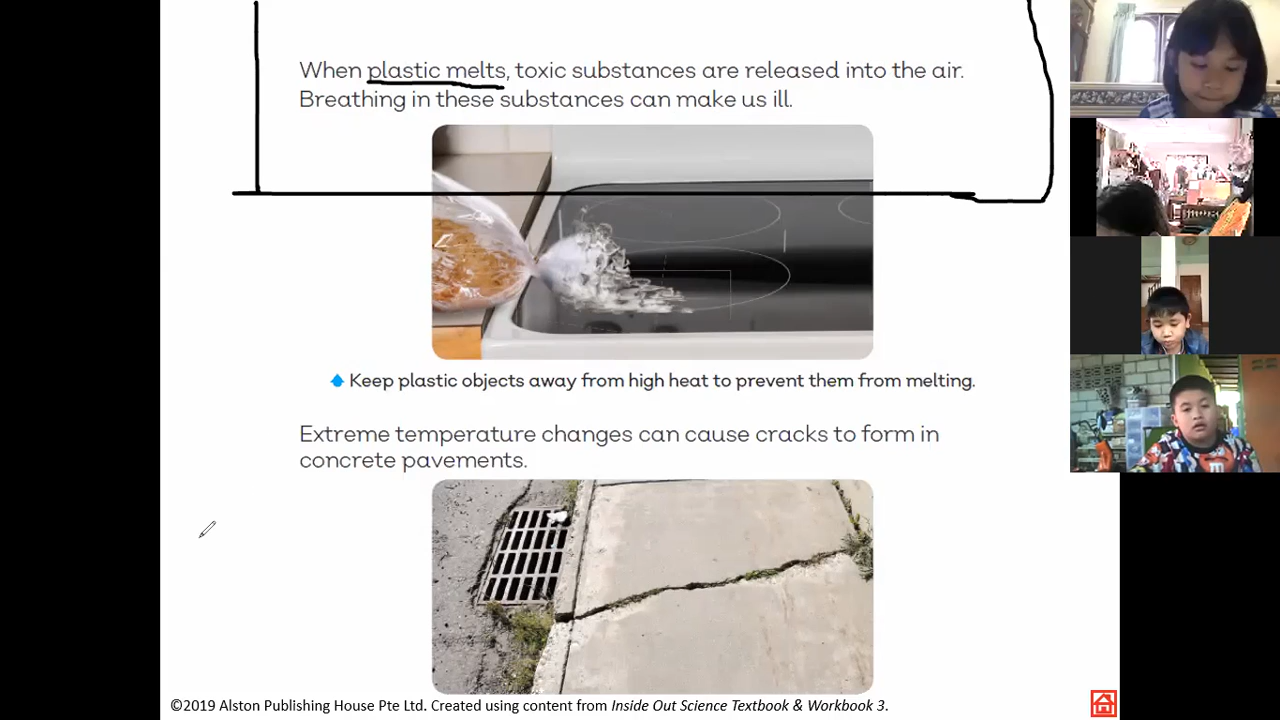 When plastic melts, toxic substances are released into the air.
Breathing in these substances can make us ill.
Keep plastic objects away from high heat to prevent them from melting.
Extreme temperature changes can cause cracks to form in
concrete pavements.
©2019 Alston Publishing House Pte Ltd. Created using content from Inside Out Science Textbook & Workbook 3.